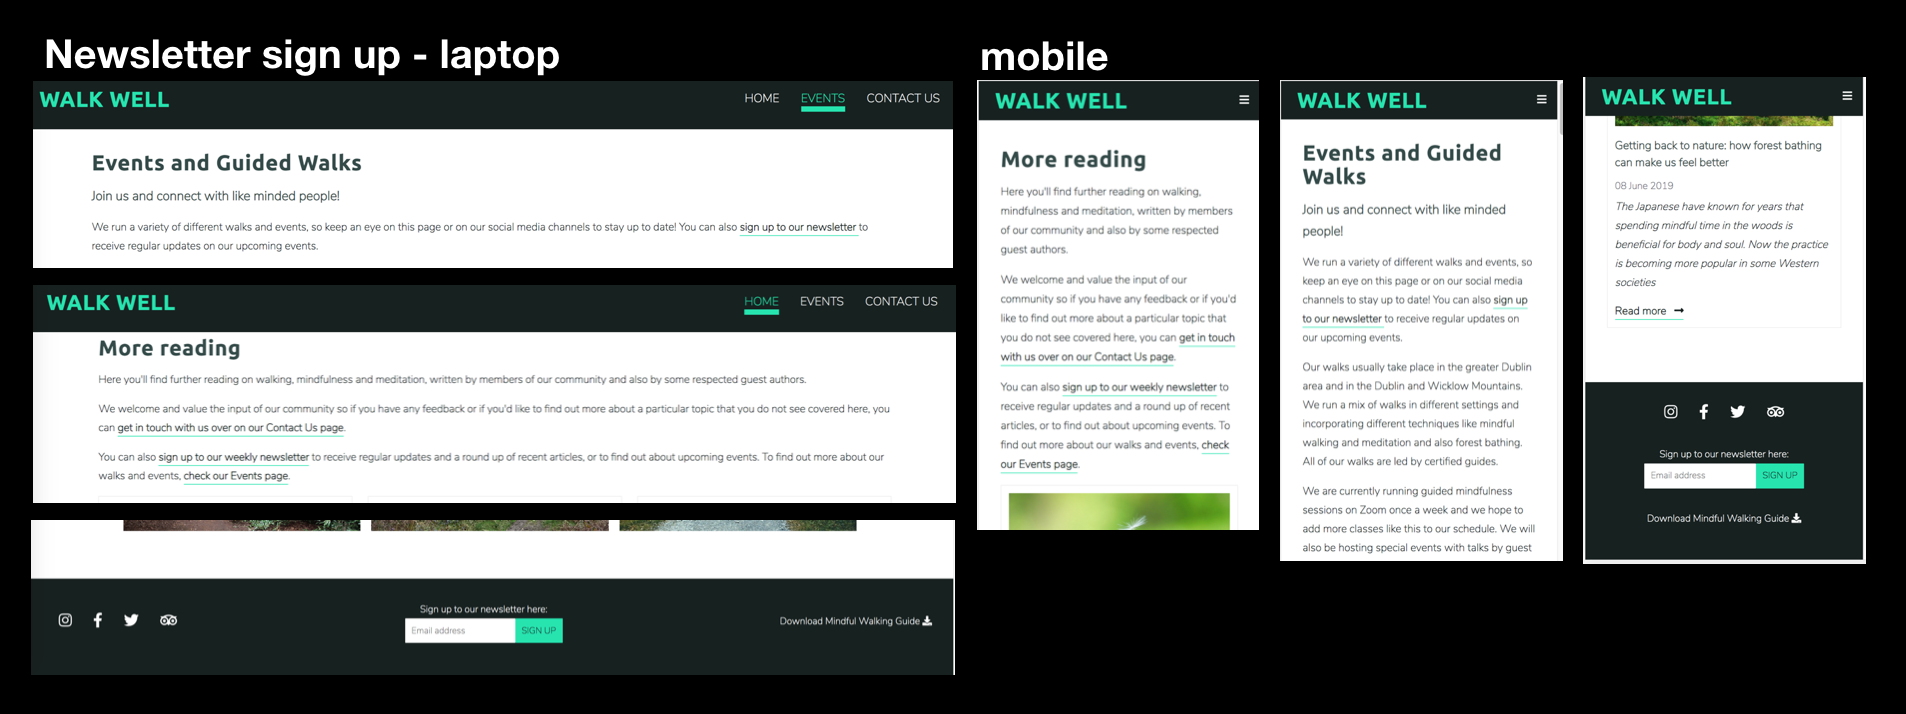 Newsletter sign up - laptop
WALK WELL
HOME EVENTS CONTACT US
Events and Guided Walks
Join us and connect with like minded people!
We run a variety of different walks and events, so keep an eye on this page or on our social media channels to stay up to date! You can also sign up to our newsletter to
receive regular updates on our upcoming events.
WALK WELL
HOME EVENTS CONTACT US
More reading
Here you'll find further reading on walking, mindfulness and meditation, written by members of our community and also by some respected guest authors.
We welcome and value the input of our community so if you have any feedback or if you'd like to find out more about a particular topic that you do not see covered here, you
can get in touch with us over on our Contact Us page.
You can also sign up to our weekly newsletter to receive regular updates and a round up of recent articles, or to find out about upcoming events. To find out more about our
walks and events, check our Events page.
Sign up to our newsletter here:
Email address SIGN UP
Download Mindful Walking Guide
mobile
WALK WELL
More reading
Here you'll find further reading on walking,
mindfulness and meditation, written by members
of our community and also by some respected
guest authors.
We welcome and value the input of our
community so if you have any feedback or if you'd
like to find out more about a particular topic that
you do not see covered here, you can get in touch
with us over on our Contact Us page.
You can also sign up to our weekly newsletter to
receive regular updates and a round up of recent
articles, or to find out about upcoming events. To
find out more about our walks and events, check
our Events page.
WALK WELL
Events and Guided
Walks
Join us and connect with like minded
people!
We run a variety of different walks and events, so
keep an eye on this page or on our social media
channels to stay up to date! You can also sign up
to our newsletter to receive regular updates on
our upcoming events.
Our walks usually take place in the greater Dublin
area and in the Dublin and Wicklow Mountains.
We run a mix of walks in different settings and
incorporating different techniques like mindful
walking and meditation and also forest bathing.
All of our walks are led by certified guides.
We are currently running guided mindfulness
sessions on Zoom once a week and we hope to
add more classes like this to our schedule. We will
also be hosting special events with talks by guest
WALK WELL
Getting back to nature: how forest bathing
can make us feel better
08 June 2019
The Japanese have known for years that
spending mindful time in the woods is
beneficial for body and soul. Now the practice
is becoming more popular in some Western
societies
Read more
Sign up to our newsletter here:
Email address SIGN UP
Download Mindful Walking Guide